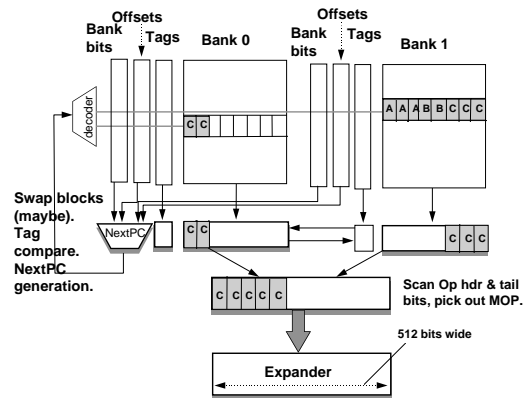 Offsets
Bank bits
Tags
Bank 0
Bank bits
Offsets
Tags
Bank 1
decoder
A A A B B C C C
C C
Swap blocks
(maybe).
Tag
compare.
NextPC
generation.
NextPC
C C
C C C
C C C C C
Scan Op hdr & tail
bits, pick out MOP.
512 bits wide
Expander